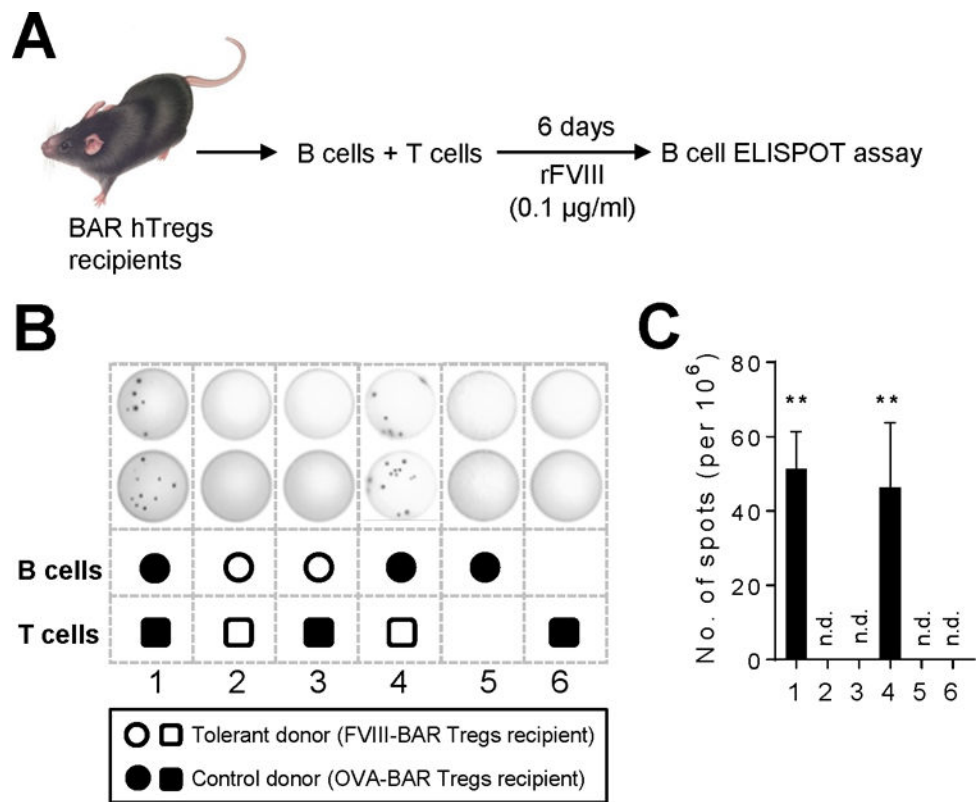 A
BAR hTregs
recipients
B cells + T cells
6 days
rFVIII
(0.1 µg/ml)
B cell ELISPOT assay
B
B cells
T cells
1 2 3 4 5 6
Tolerant donor (FVIII-BAR Tregs recipient)
Control donor (OVA-BAR Tregs recipient)
C
No. of spots (per 10⁶)
80
60
40
20
0
** n.d. n.d. ** n.d. n.d.
1 2 3 4 5 6